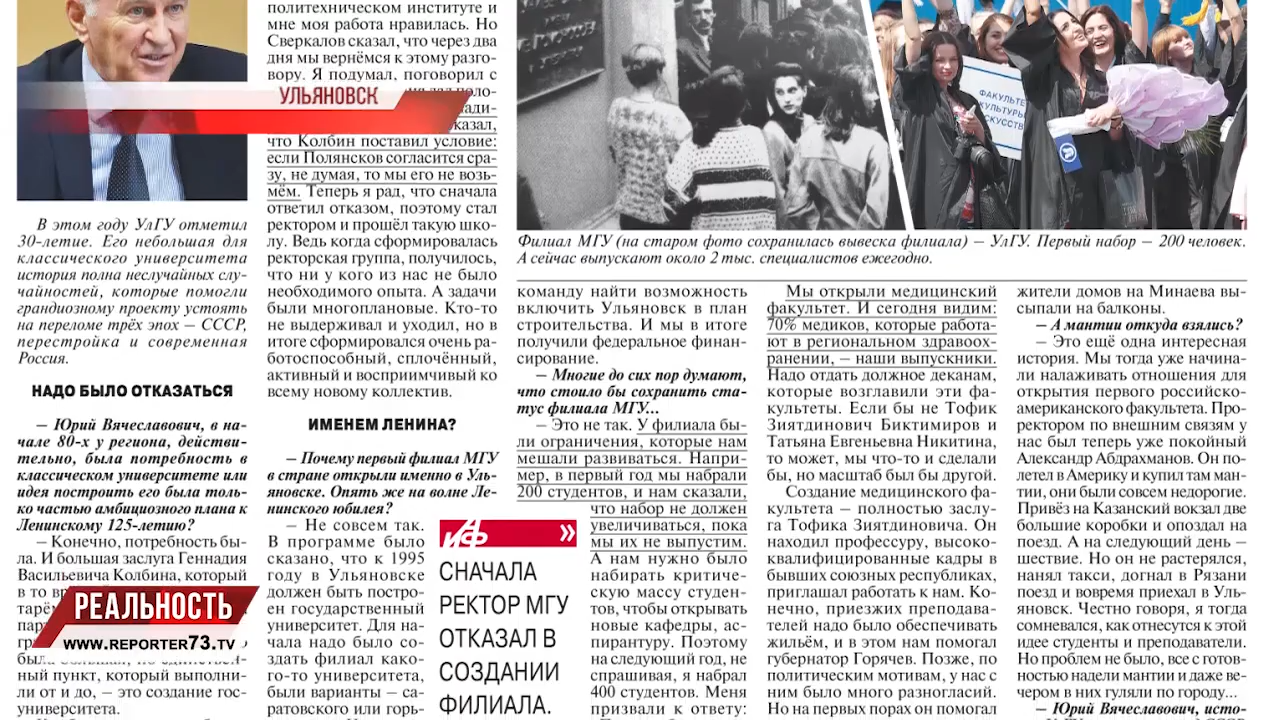 УЛЬЯНОВСК
В этом году УлГУ отметил
30-летие. Его небольшая для
классического университета
история полна неслучайных слу-
чайностей, которые помогли
грандиозному проекту устоять
на переломе трёх эпох – СССР,
перестройка и современная
Россия.
НАДО БЫЛО ОТКАЗАТЬСЯ
– Юрий Вячеславович, в на-
чале 80-х у региона, действи-
тельно, была потребность в
классическом университете или
идея построить его была толь-
ко частью амбициозного плана к
Ленинскому 125-летию?
– Конечно, потребность бы-
ла. И большая заслуга Геннадия
Васильевича Колбина, который
в то
РЕАЛЬНОСТЬ
WWW.REPORTER73.TV
ный пункт, который выполни-
ли от и до, – это создание гос-
университета.
политехническом институте и
мне моя работа нравилась. Но
Сверкалов сказал, что через два
дня мы вернёмся к этому разго-
вору. Я подумал, поговорил с
что Колбин поставил условие:
если Полянсков согласится сра-
зу, не думая, то мы его не возь-
мём. Теперь я рад, что сначала
ответил отказом, поэтому стал
ректором и прошёл такую шко-
лу. Ведь когда сформировалась
ректорская группа, получилось,
что ни у кого из нас не было
необходимого опыта. А задачи
были многоплановые. Кто-то
не выдерживал и уходил, но в
итоге сформировался очень ра-
ботоспособный, сплочённый,
активный и восприимчивый ко
всему новому коллектив.
ИМЕНЕМ ЛЕНИНА?
– Почему первый филиал МГУ
в стране открыли именно в Улья-
новске. Опять же на волне Ле-
нинского юбилея?
– Не совсем так.
В программе было
сказано, что к 1995
году в Ульяновске
должен быть постро-
ен государственный
университет. Для на-
чала надо было со-
здать филиал како-
го-то университета,
были варианты – са-
ратовского или горь-
АиФ »
СНАЧАЛА
РЕКТОР МГУ
ОТКАЗАЛ В
СОЗДАНИИ
ФИЛИАЛА.
ФАКУЛЬТЕТ
КУЛЬТУРЫ
ИСКУССТВ
Филиал МГУ (на старом фото сохранилась вывеска филиала) – УлГУ. Первый набор – 200 человек.
А сейчас выпускают около 2 тыс. специалистов ежегодно.
команду найти возможность
включить Ульяновск в план
строительства. И мы в итоге
получили федеральное финан-
сирование.
– Многие до сих пор думают,
что стоило бы сохранить ста-
тус филиала МГУ...
– Это не так. У филиала бы-
ли ограничения, которые нам
мешали развиваться. Напри-
мер, в первый год мы набрали
200 студентов, и нам сказали,
что набор не должен
увеличиваться, пока
мы их не выпустим.
А нам нужно было
набирать критиче-
скую массу студен-
тов, чтобы открывать
новые кафедры, ас-
пирантуру. Поэтому
на следующий год, не
спрашивая, я набрал
400 студентов. Меня
призвали к ответу:
Мы открыли медицинский
факультет. И сегодня видим:
70% медиков, которые работа-
ют в региональном здравоох-
ранении, – наши выпускники.
Надо отдать должное деканам,
которые возглавили эти фа-
культеты. Если бы не Тофик
Зиятдинович Биктимиров и
Татьяна Евгеньевна Никитина,
то может, мы что-то и сделали
бы, но масштаб был бы другой.
Создание медицинского фа-
культета – полностью заслу-
га Тофика Зиятдиновича. Он
находил профессуру, высоко-
квалифицированные кадры в
бывших союзных республиках,
приглашал работать к нам. Ко-
нечно, приезжих преподава-
телей надо было обеспечивать
жильём, и в этом нам помогал
губернатор Горячев. Позже, по
политическим мотивам, у нас с
ним было много разногласий.
Но на первых порах он помогал
жители домов на Минаева вы-
сыпали на балконы.
– А мантии откуда взялись?
– Это ещё одна интересная
история. Мы тогда уже начина-
ли налаживать отношения для
открытия первого российско-
американского факультета. Про-
ректором по внешним связям у
нас был теперь уже покойный
Александр Абдрахманов. Он по-
летел в Америку и купил там ман-
тии, они были совсем недорогие.
Привёз на Казанский вокзал две
большие коробки и опоздал на
поезд. А на следующий день –
шествие. Но он не растерялся,
нанял такси, догнал в Рязани
поезд и вовремя приехал в Уль-
яновск. Честно говоря, я тогда
сомневался, как отнесутся к этой
идее студенты и преподаватели.
Но проблем не было, все с готов-
ностью надели мантии и даже ве-
чером в них гуляли по городу...
– Юрий Вячеславович, исто-